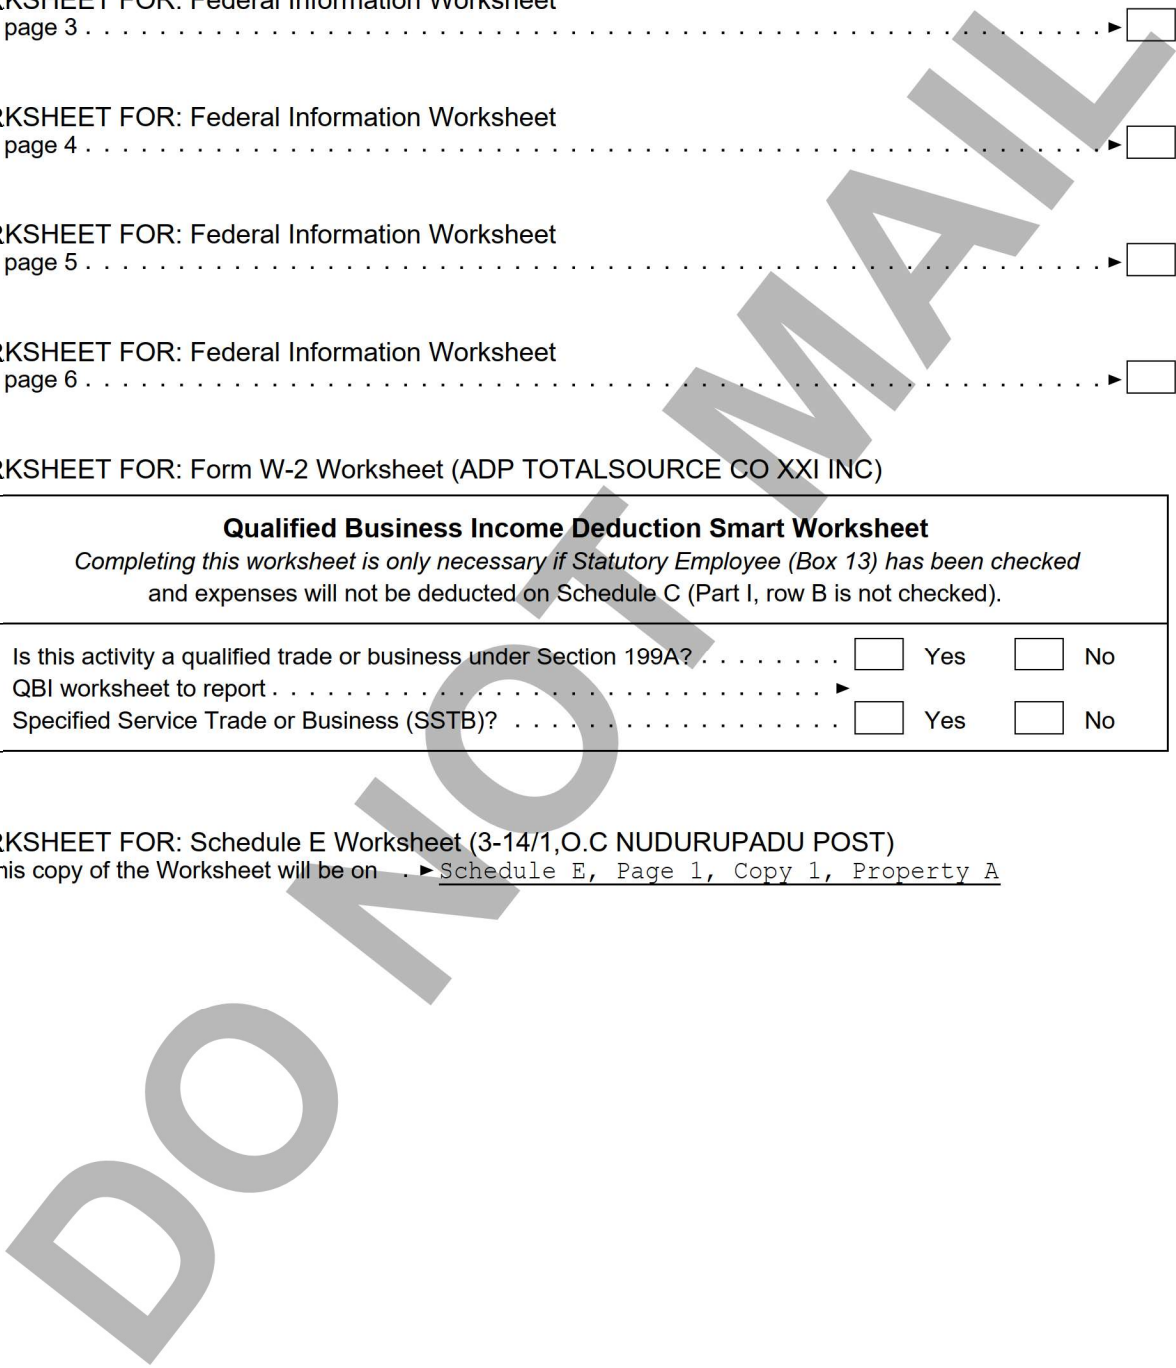 KSHEET FOR: Federal Information Worksheet
page 3 . . . . . . . . . . . . . . . . . . . . . . . . . . . . . . . . . . . . . . . . . . . . . . . . . . . . . . . ►
KSHEET FOR: Federal Information Worksheet
page 4 . . . . . . . . . . . . . . . . . . . . . . . . . . . . . . . . . . . . . . . . . . . . . . . . . . . . . . . ►
KSHEET FOR: Federal Information Worksheet
page 5 . . . . . . . . . . . . . . . . . . . . . . . . . . . . . . . . . . . . . . . . . . . . . . . . . . . . . . . ►
KSHEET FOR: Federal Information Worksheet
page 6 . . . . . . . . . . . . . . . . . . . . . . . . . . . . . . . . . . . . . . . . . . . . . . . . . . . . . . . ►
KSHEET FOR: Form W-2 Worksheet (ADP TOTALSOURCE CO XXI INC)
Qualified Business Income Deduction Smart Worksheet
Completing this worksheet is only necessary if Statutory Employee (Box 13) has been checked
and expenses will not be deducted on Schedule C (Part I, row B is not checked).
Is this activity a qualified trade or business under Section 199A? . . . . . . . . Yes No
QBI worksheet to report . . . . . . . . . . . . . . . . . . . . . . . . . . . . . . ►
Specified Service Trade or Business (SSTB)? . . . . . . . . . . . . . . . . . . Yes No
KSHEET FOR: Schedule E Worksheet (3-14/1,O.C NUDURUPADU POST)
his copy of the Worksheet will be on . ► Schedule E, Page 1, Copy 1, Property A
DO NOT MAIL